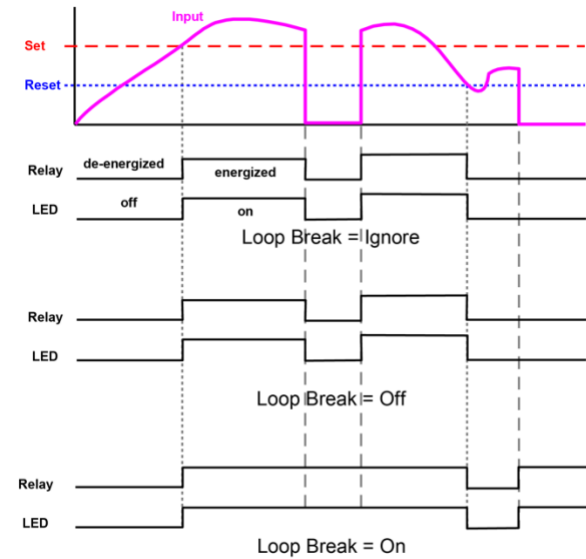 Input
Set
Reset
de-energized
Relay
energized
LED
off
on
Loop Break = Ignore
Relay
LED
Loop Break = Off
Relay
LED
Loop Break = On